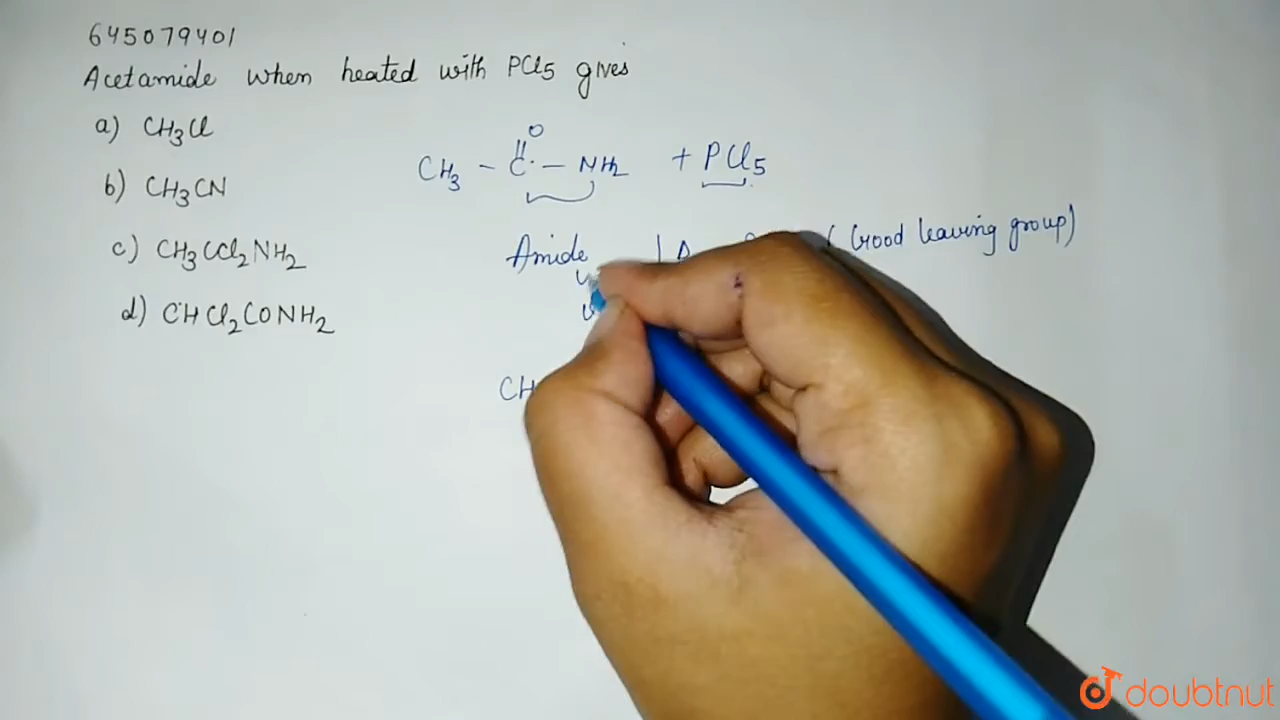 645079401
Acetamide when heated with PCl5 gives
a) CH3Cl
b) CH3CN
c) CH3CCl2NH2
d) CHCl2CONH2
O
CH3 - C - NH2 + PCl5
Amide
(Good leaving group)
CH
doubtnut